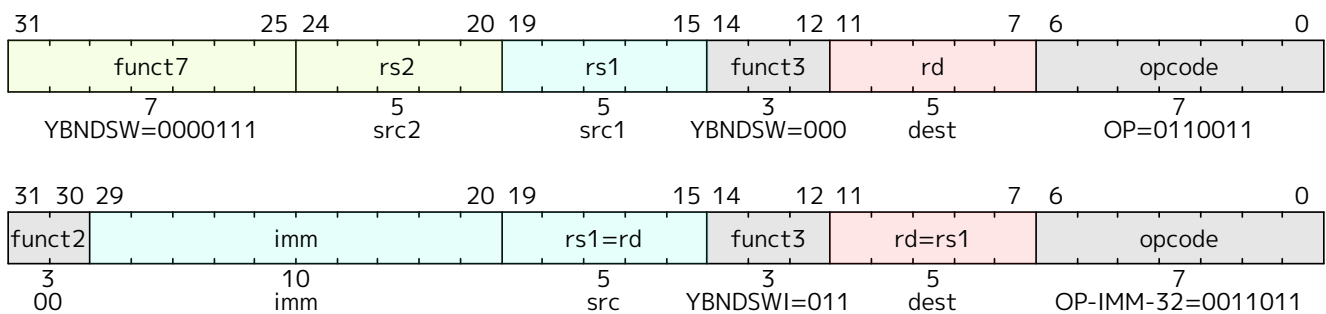 31 25 24 20 19 15 14 12 11 7 6 0
funct7 rs2 rs1 funct3 rd opcode
7 5 5 3 5 7
YBNDSW=0000111 src2 src1 YBNDSW=000 dest OP=0110011
31 30 29 20 19 15 14 12 11 7 6 0
funct2 imm rs1=rd funct3 rd=rs1 opcode
3 10 5 3 5 7
00 imm src YBNDSWI=011 dest OP-IMM-32=0011011